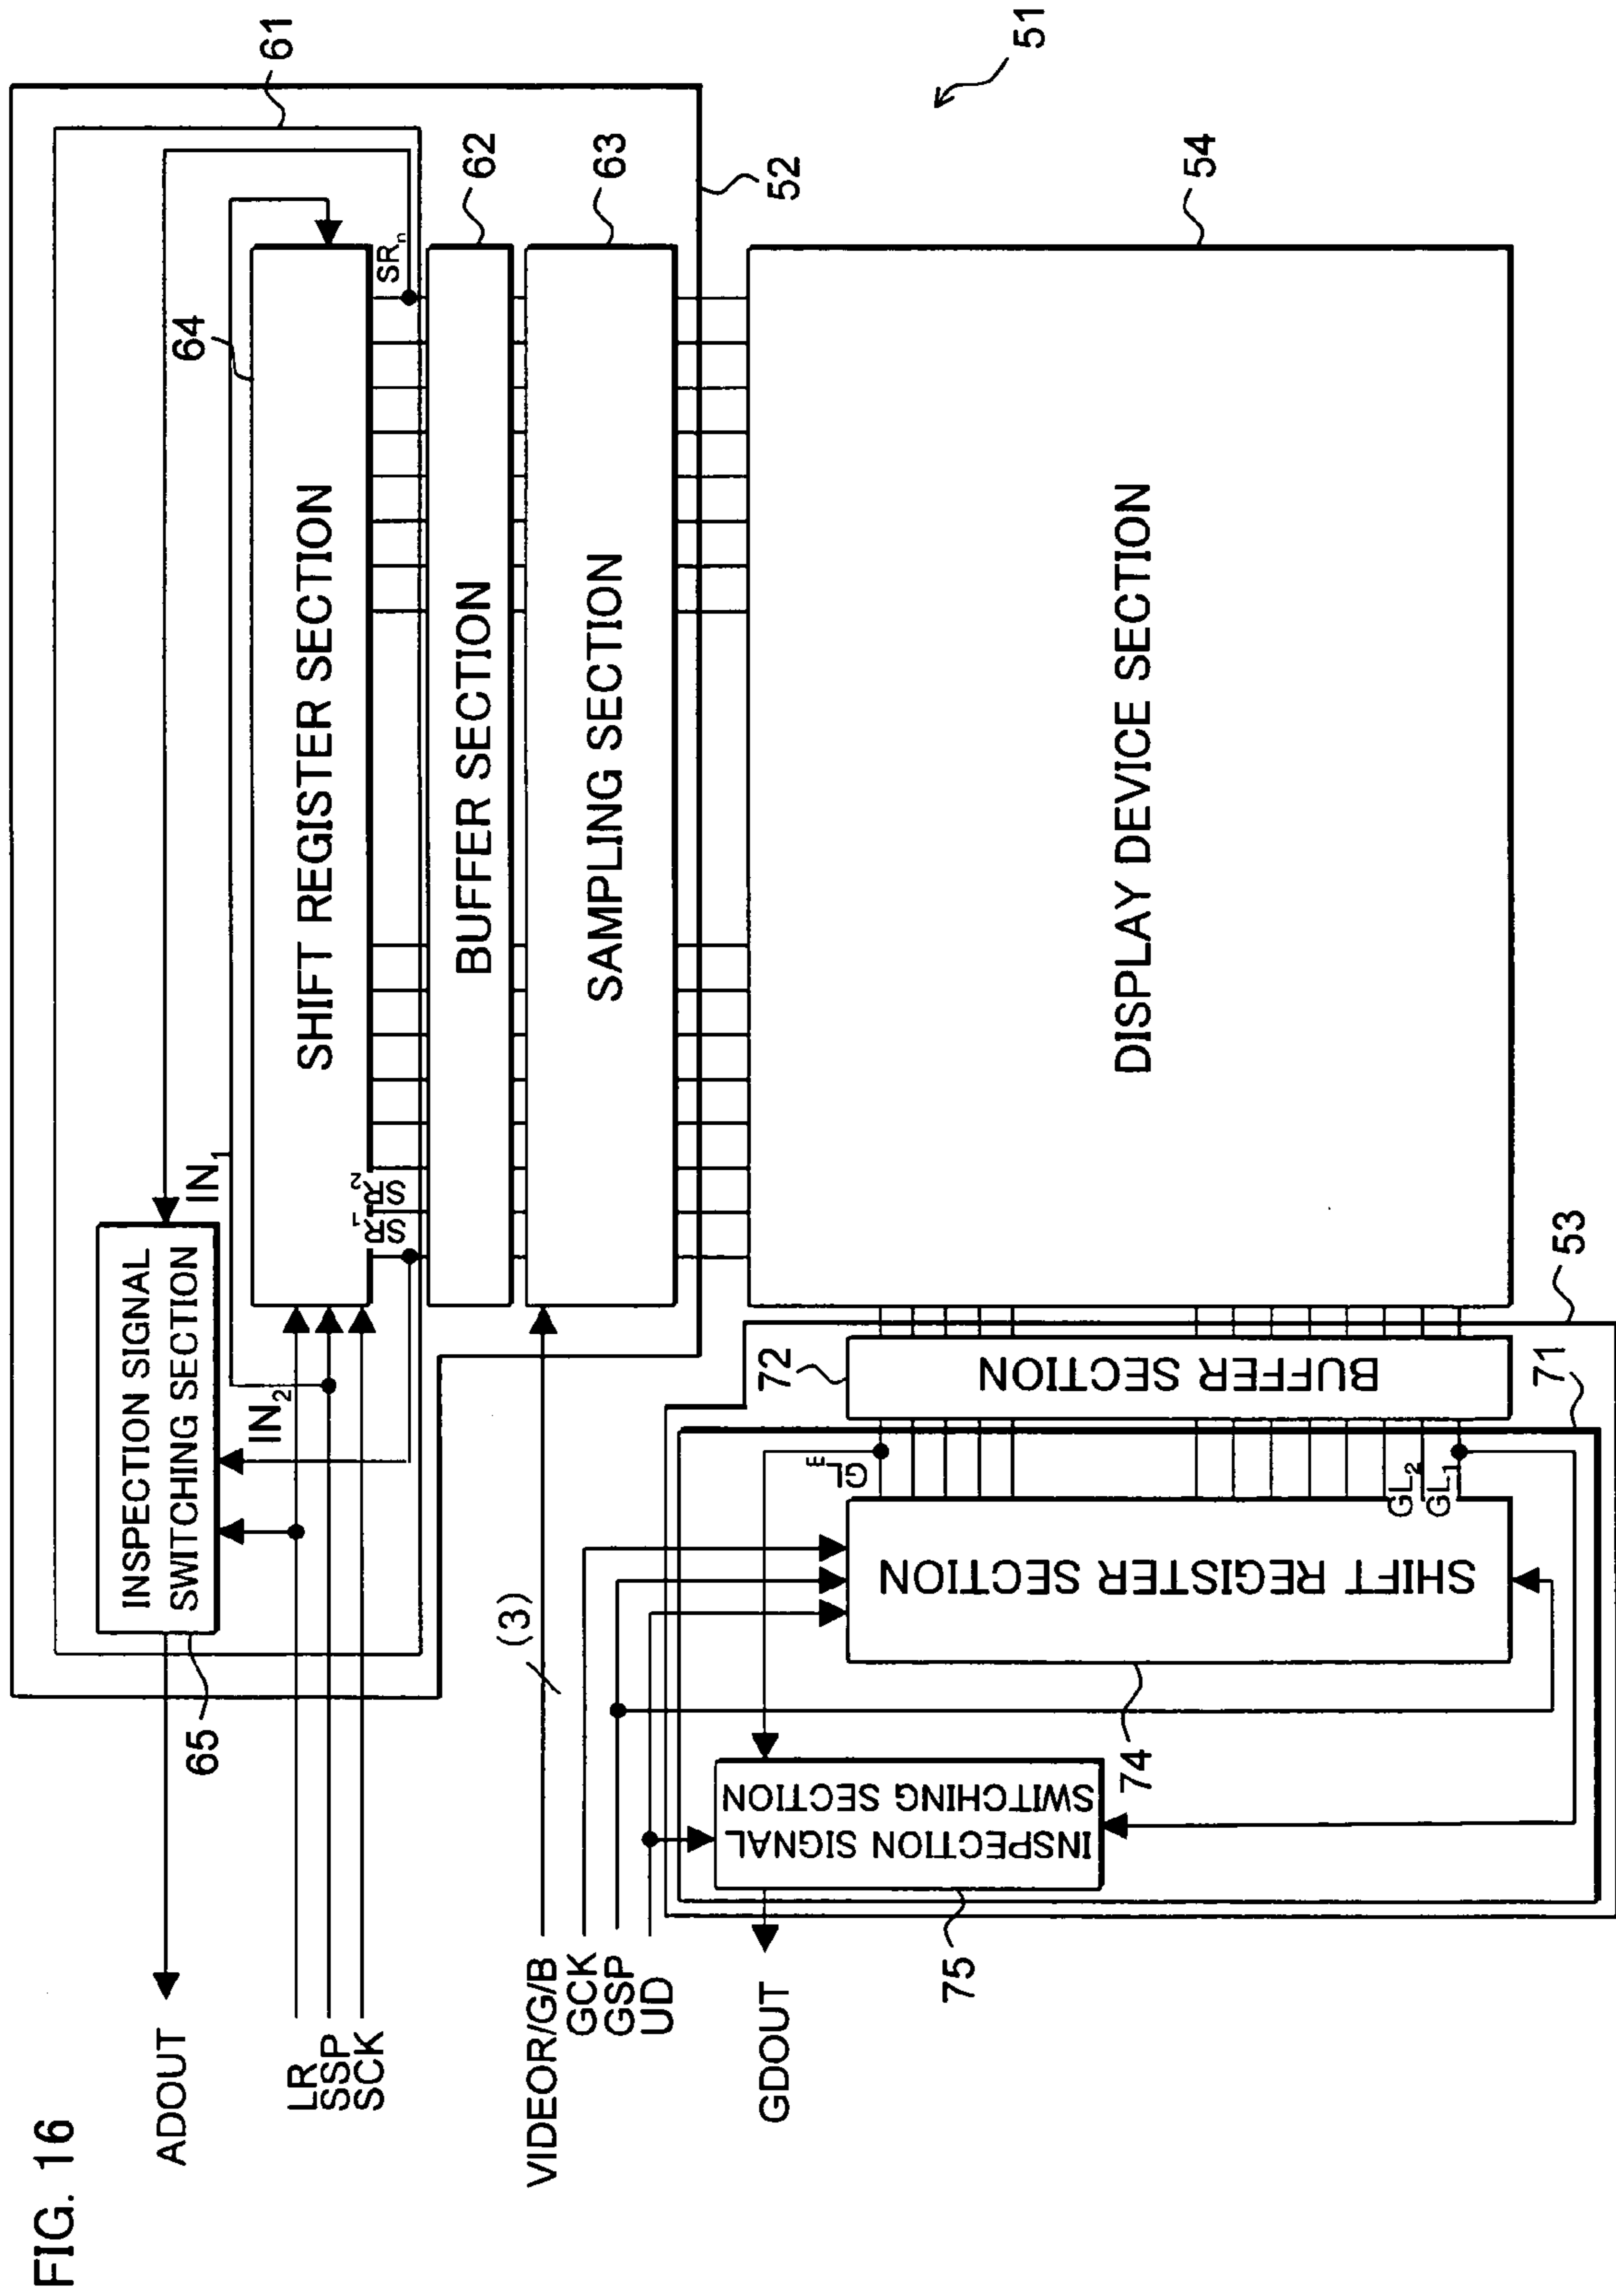 FIG. 16
ADOUT
LR
SSP
SCK
VIDEOR/G/B
(3)
GCK
GSP
UD
GDOUT
65
INSPECTION SIGNAL
SWITCHING SECTION
IN1
IN2
64
SHIFT REGISTER SECTION
SR1
SR2
SRn
61
BUFFER SECTION
62
SAMPLING SECTION
63
52
51
DISPLAY DEVICE SECTION
54
53
72
BUFFER SECTION
71
GLm
GL2
GL1
SHIFT REGISTER SECTION
74
INSPECTION SIGNAL
SWITCHING SECTION
75